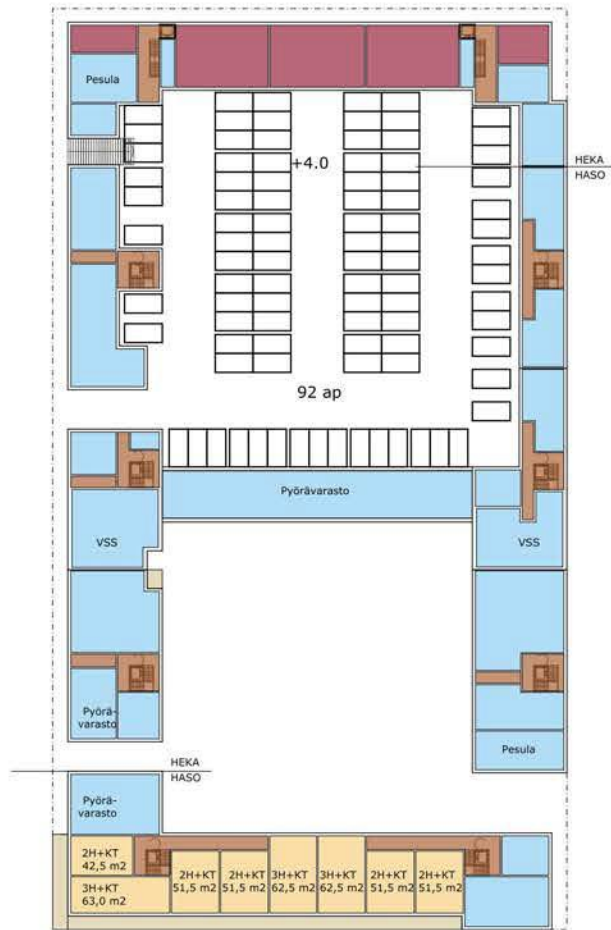 Pesula
+4.0
HEKA
HASO
92 ap
Pyörävarasto
VSS
VSS
Pyörä-
varasto
Pesula
HEKA
HASO
Pyörä-
varasto
2H+KT
42,5 m2
3H+KT
63,0 m2
2H+KT
51,5 m2
2H+KT
51,5 m2
3H+KT
62,5 m2
3H+KT
62,5 m2
2H+KT
51,5 m2
2H+KT
51,5 m2